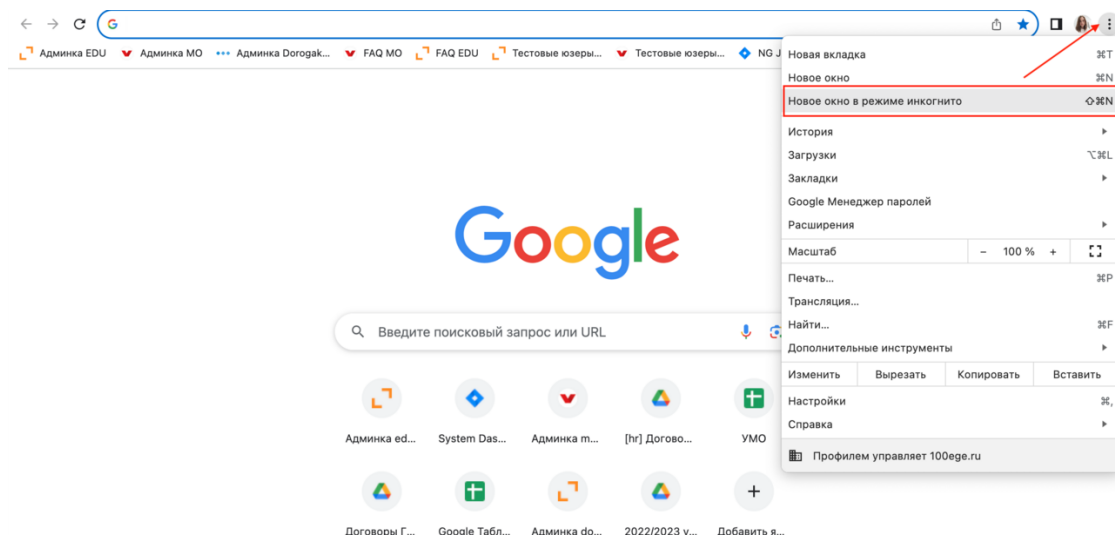 Админка EDU Админка МО Админка Dorogak... FAQ МО FAQ EDU Тестовые юзеры... Тестовые юзеры... NG J
Новая вкладка ⌘T
Новое окно ⌘N
Новое окно в режиме инкогнито ⇧⌘N
История
Загрузки ⌥⌘L
Закладки
Google Менеджер паролей
Расширения
Масштаб − 100 % +
Печать... ⌘P
Трансляция...
Найти... ⌘F
Дополнительные инструменты
Изменить Вырезать Копировать Вставить
Настройки ⌘,
Справка
Профилем управляет 100ege.ru
Google
Введите поисковый запрос или URL
Админка ed... System Das... Админка m... [hr] Догово... УМО
Договоры Г... Google Табл... Админка do... 2022/2023 у... Добавить я...